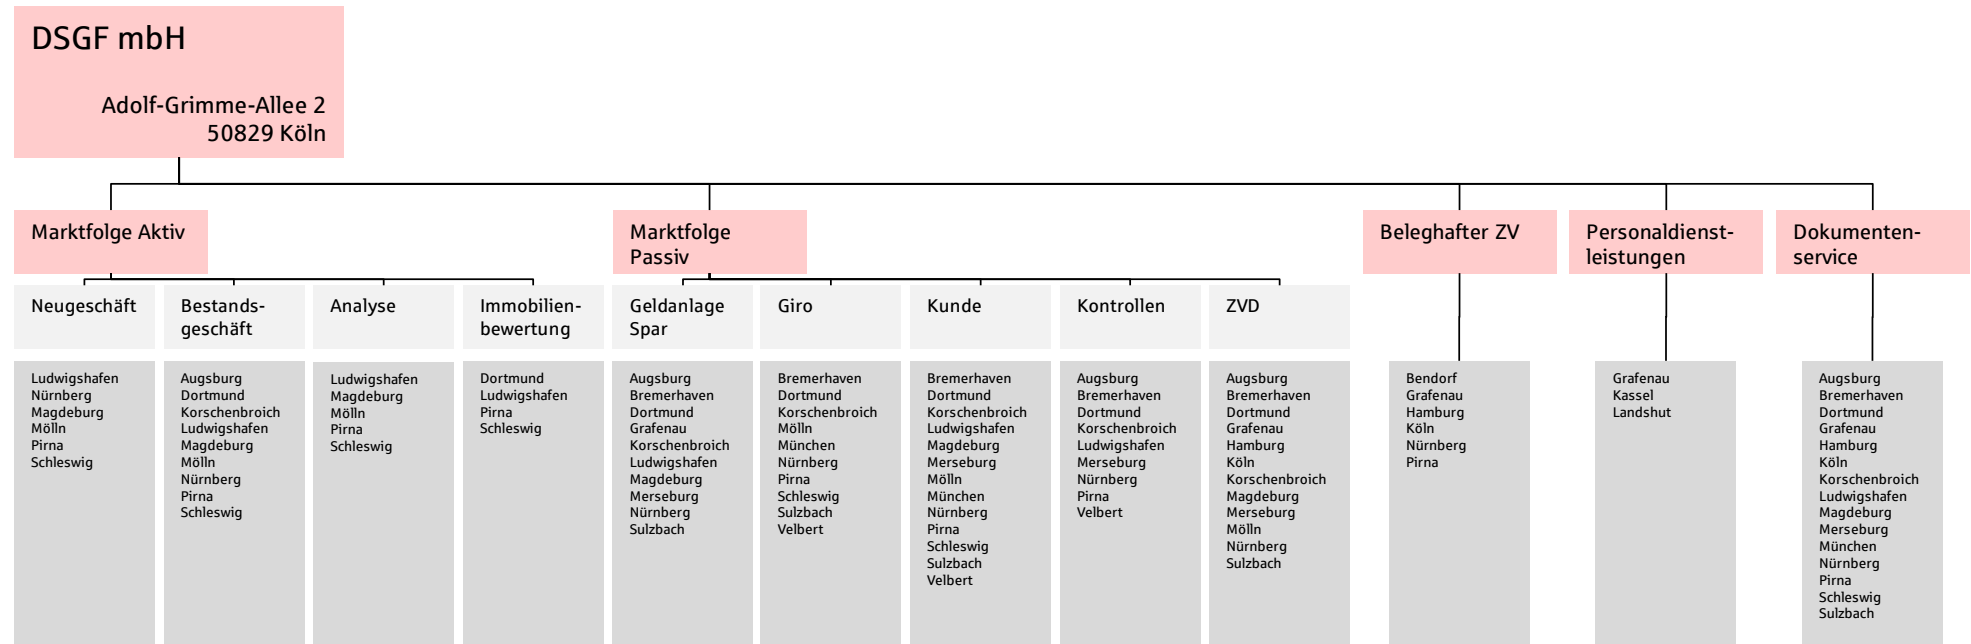 DSGF mbH
Adolf-Grimme-Allee 2
50829 Köln
Marktfolge Aktiv
Marktfolge
Passiv
Beleghafter ZV
Personaldienst-
leistungen
Dokumenten-
service
Neugeschäft
Bestands-
geschäft
Analyse
Immobilien-
bewertung
Geldanlage
Spar
Giro
Kunde
Kontrollen
ZVD
Ludwigshafen
Nürnberg
Magdeburg
Mölln
Pirna
Schleswig
Augsburg
Dortmund
Korschenbroich
Ludwigshafen
Magdeburg
Mölln
Nürnberg
Pirna
Schleswig
Ludwigshafen
Magdeburg
Mölln
Pirna
Schleswig
Dortmund
Ludwigshafen
Pirna
Schleswig
Augsburg
Bremerhaven
Dortmund
Grafenau
Korschenbroich
Ludwigshafen
Magdeburg
Merseburg
Nürnberg
Sulzbach
Bremerhaven
Dortmund
Korschenbroich
Mölln
München
Nürnberg
Pirna
Schleswig
Sulzbach
Velbert
Bremerhaven
Dortmund
Korschenbroich
Ludwigshafen
Magdeburg
Merseburg
Mölln
München
Nürnberg
Pirna
Schleswig
Sulzbach
Velbert
Augsburg
Bremerhaven
Dortmund
Korschenbroich
Ludwigshafen
Merseburg
Nürnberg
Pirna
Velbert
Augsburg
Bremerhaven
Dortmund
Grafenau
Hamburg
Köln
Korschenbroich
Magdeburg
Merseburg
Mölln
Nürnberg
Sulzbach
Bendorf
Grafenau
Hamburg
Köln
Nürnberg
Pirna
Grafenau
Kassel
Landshut
Augsburg
Bremerhaven
Dortmund
Grafenau
Hamburg
Köln
Korschenbroich
Ludwigshafen
Magdeburg
Merseburg
München
Nürnberg
Pirna
Schleswig
Sulzbach